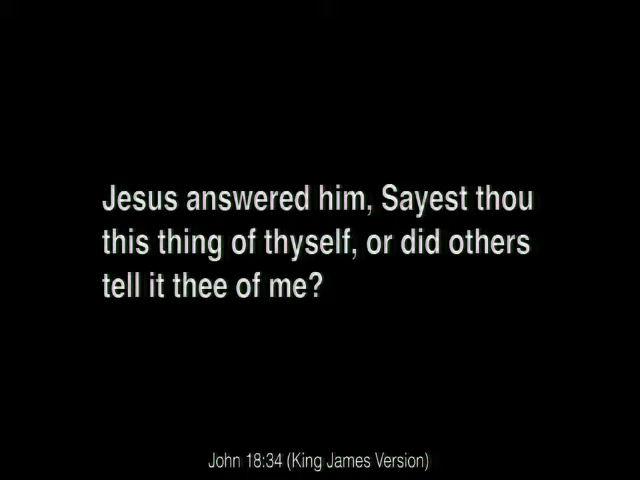 Jesus answered him, Sayest thou
this thing of thyself, or did others
tell it thee of me?
John 18:34 (King James Version)